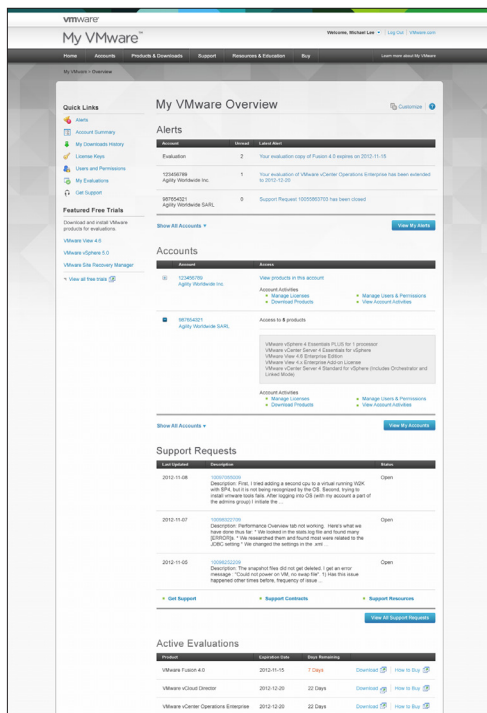 vmware
My VMware™
Welcome, Michael Lee
Log Out
VMware.com
Home
Accounts
Products & Downloads
Support
Resources & Education
Buy
Learn more about My VMware
My VMware > Overview
Quick Links
Alerts
Account Summary
My Downloads History
License Keys
Users and Permissions
My Evaluations
Get Support
Featured Free Trials
Download and install VMware
products for evaluations.
VMware View 4.6
VMware vSphere 5.0
VMware Site Recovery Manager
View all free trials
My VMware Overview
Customize
Alerts
Account Unread Latest Alert
Evaluation 2 Your evaluation copy of Fusion 4.0 expires on 2012-11-15
123456789 1 Your evaluation of VMware vCenter Operations Enterprise has been extended
Agility Worldwide Inc. to 2012-12-20
987654321 0 Support Request 10055863703 has been closed
Agility Worldwide SARL
Show All Accounts
View My Alerts
Accounts
Account Access
123456789 View products in this account
Agility Worldwide Inc.
Account Activities
Manage Licenses Manage Users & Permissions
Download Products View Account Activities
987654321 Access to 5 products
Agility Worldwide SARL
VMware vSphere 4 Essentials PLUS for 1 processor
VMware vCenter Server 4 Essentials for vSphere
VMware View 4.6 Enterprise Edition
VMware View 4.x Enterprise Add-on License
VMware vCenter Server 4 Standard for vSphere (Includes Orchestrator and
Linked Mode)
Account Activities
Manage Licenses Manage Users & Permissions
Download Products View Account Activities
Show All Accounts
View My Accounts
Support Requests
Last Updated Description Status
2012-11-08 Open
Description: First, I tried adding a second cpu to a virtual running W2K
with SP4, but it is not being recognized by the OS. Second, trying to
install vmware tools fails. After logging into OS (with my account a part of
the admins group) I initiate the ...
2012-11-07 Open
Description: Performance Overview tab not working. Here's what we
have done thus far: * We looked in the stats log file and found many
[ERROR]s. * We researched them and found most were related to the
JDBC setting * We changed the settings in the .xml ...
2012-11-05 Open
Description: The snapshot files did not get deleted. I get an error
message "Could not power on VM, no swap file". 1) Has this issue
happened other times before, frequency of issue ...
Get Support
Support Contracts
Support Resources
View All Support Requests
Active Evaluations
Product Expiration Date Days Remaining
VMware Fusion 4.0 2012-11-15 7 Days Download How to Buy
VMware vCloud Director 2012-12-20 22 Days Download How to Buy
VMware vCenter Operations Enterprise 2012-12-20 22 Days Download How to Buy